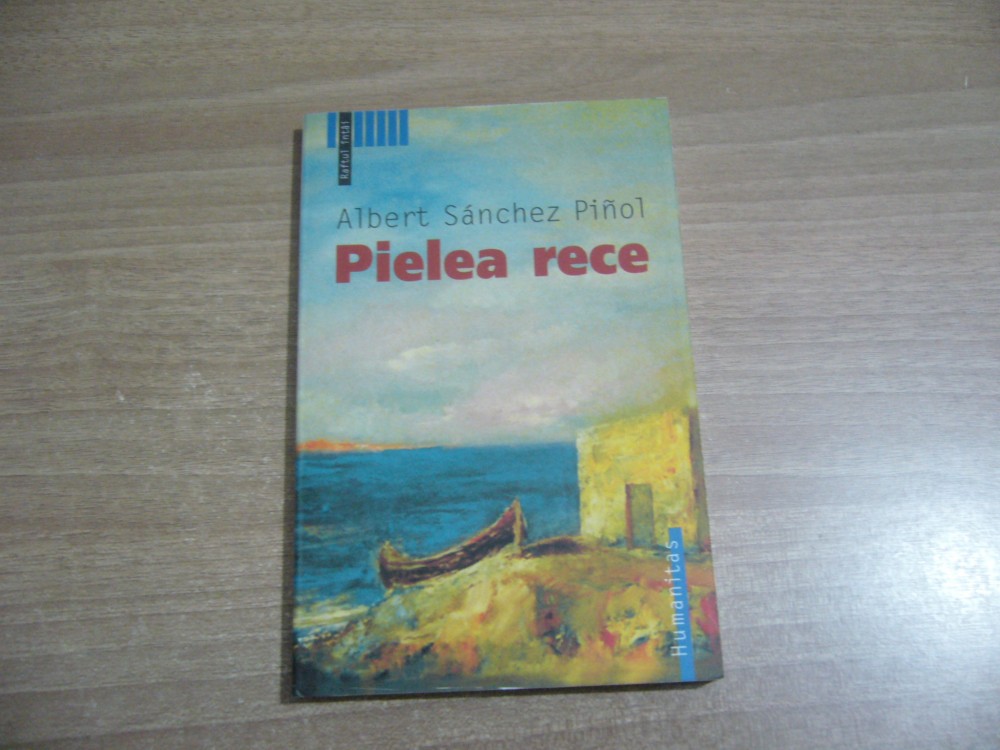 Raftul întâi
Albert Sánchez Piñol
Pielea rece
Humanitas